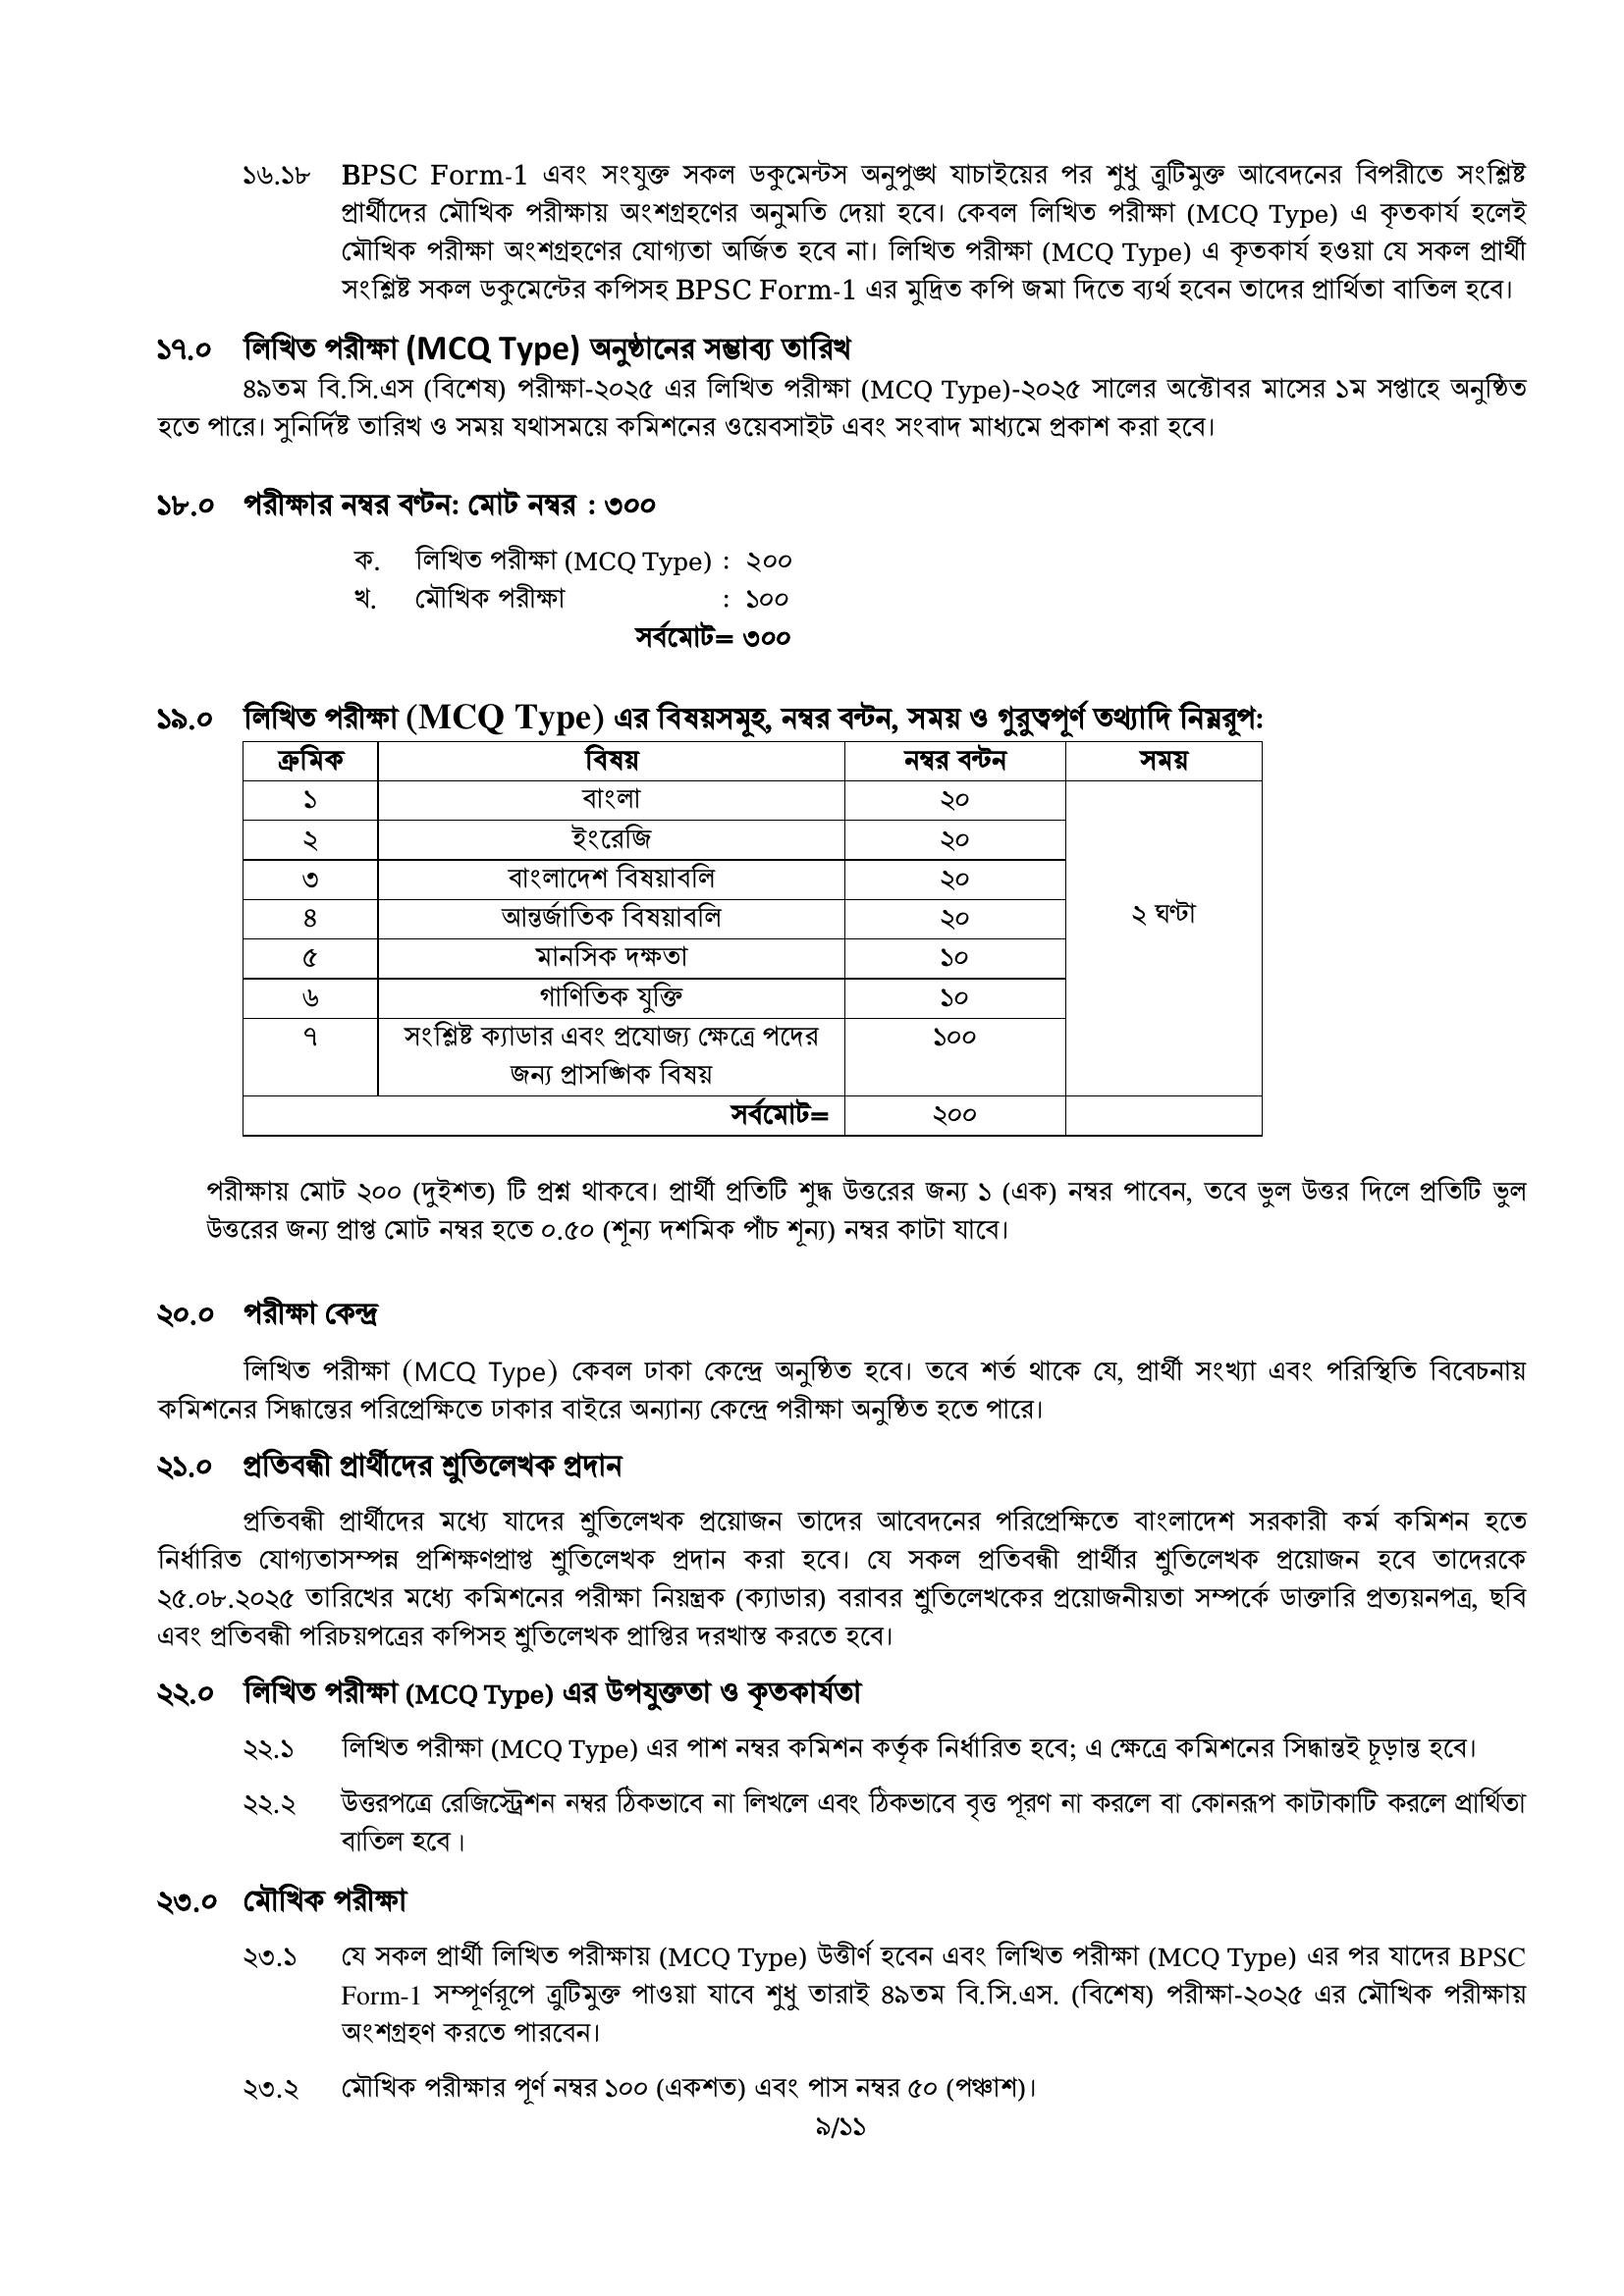 ১৬.১৮ BPSC Form-1 এবং সংযুক্ত সকল ডকুমেন্টস অনুপুঙ্খ যাচাইয়ের পর শুধু ত্রুটিমুক্ত আবেদনের বিপরীতে সংশ্লিষ্ট
প্রার্থীদের মৌখিক পরীক্ষায় অংশগ্রহণের অনুমতি দেয়া হবে। কেবল লিখিত পরীক্ষা (MCQ Type) এ কৃতকার্য হলেই
মৌখিক পরীক্ষা অংশগ্রহণের যোগ্যতা অর্জিত হবে না। লিখিত পরীক্ষা (MCQ Type) এ কৃতকার্য হওয়া যে সকল প্রার্থী
সংশ্লিষ্ট সকল ডকুমেন্টের কপিসহ BPSC Form-1 এর মুদ্রিত কপি জমা দিতে ব্যর্থ হবেন তাদের প্রার্থিতা বাতিল হবে।
১৭.০ লিখিত পরীক্ষা (MCQ Type) অনুষ্ঠানের সম্ভাব্য তারিখ
৪৯তম বি.সি.এস (বিশেষ) পরীক্ষা-২০২৫ এর লিখিত পরীক্ষা (MCQ Type)-২০২৫ সালের অক্টোবর মাসের ১ম সপ্তাহে অনুষ্ঠিত
হতে পারে। সুনির্দিষ্ট তারিখ ও সময় যথাসময়ে কমিশনের ওয়েবসাইট এবং সংবাদ মাধ্যমে প্রকাশ করা হবে।
১৮.০ পরীক্ষার নম্বর বণ্টন: মোট নম্বর : ৩০০
ক. লিখিত পরীক্ষা (MCQ Type) : ২০০
খ. মৌখিক পরীক্ষা : ১০০
সর্বমোট= ৩০০
১৯.০ লিখিত পরীক্ষা (MCQ Type) এর বিষয়সমূহ, নম্বর বন্টন, সময় ও গুরুত্বপূর্ণ তথ্যাদি নিম্নরূপ:
ক্রমিক বিষয় নম্বর বন্টন সময়
১ বাংলা ২০
২ ইংরেজি ২০
৩ বাংলাদেশ বিষয়াবলি ২০
৪ আন্তর্জাতিক বিষয়াবলি ২০ ২ ঘণ্টা
৫ মানসিক দক্ষতা ১০
৬ গাণিতিক যুক্তি ১০
৭ সংশ্লিষ্ট ক্যাডার এবং প্রযোজ্য ক্ষেত্রে পদের ১০০
জন্য প্রাসঙ্গিক বিষয়
সর্বমোট= ২০০
পরীক্ষায় মোট ২০০ (দুইশত) টি প্রশ্ন থাকবে। প্রার্থী প্রতিটি শুদ্ধ উত্তরের জন্য ১ (এক) নম্বর পাবেন, তবে ভুল উত্তর দিলে প্রতিটি ভুল
উত্তরের জন্য প্রাপ্ত মোট নম্বর হতে ০.৫০ (শূন্য দশমিক পাঁচ শূন্য) নম্বর কাটা যাবে।
২০.০ পরীক্ষা কেন্দ্র
লিখিত পরীক্ষা (MCQ Type) কেবল ঢাকা কেন্দ্রে অনুষ্ঠিত হবে। তবে শর্ত থাকে যে, প্রার্থী সংখ্যা এবং পরিস্থিতি বিবেচনায়
কমিশনের সিদ্ধান্তের পরিপ্রেক্ষিতে ঢাকার বাইরে অন্যান্য কেন্দ্রে পরীক্ষা অনুষ্ঠিত হতে পারে।
২১.০ প্রতিবন্ধী প্রার্থীদের শ্রুতিলেখক প্রদান
প্রতিবন্ধী প্রার্থীদের মধ্যে যাদের শ্রুতিলেখক প্রয়োজন তাদের আবেদনের পরিপ্রেক্ষিতে বাংলাদেশ সরকারী কর্ম কমিশন হতে
নির্ধারিত যোগ্যতাসম্পন্ন প্রশিক্ষণপ্রাপ্ত শ্রুতিলেখক প্রদান করা হবে। যে সকল প্রতিবন্ধী প্রার্থীর শ্রুতিলেখক প্রয়োজন হবে তাদেরকে
২৫.০৮.২০২৫ তারিখের মধ্যে কমিশনের পরীক্ষা নিয়ন্ত্রক (ক্যাডার) বরাবর শ্রুতিলেখকের প্রয়োজনীয়তা সম্পর্কে ডাক্তারি প্রত্যয়নপত্র, ছবি
এবং প্রতিবন্ধী পরিচয়পত্রের কপিসহ শ্রুতিলেখক প্রাপ্তির দরখাস্ত করতে হবে।
২২.০ লিখিত পরীক্ষা (MCQ Type) এর উপযুক্ততা ও কৃতকার্যতা
২২.১ লিখিত পরীক্ষা (MCQ Type) এর পাশ নম্বর কমিশন কর্তৃক নির্ধারিত হবে; এ ক্ষেত্রে কমিশনের সিদ্ধান্তই চূড়ান্ত হবে।
২২.২ উত্তরপত্রে রেজিস্ট্রেশন নম্বর ঠিকভাবে না লিখলে এবং ঠিকভাবে বৃত্ত পূরণ না করলে বা কোনরূপ কাটাকাটি করলে প্রার্থিতা
বাতিল হবে।
২৩.০ মৌখিক পরীক্ষা
২৩.১ যে সকল প্রার্থী লিখিত পরীক্ষায় (MCQ Type) উত্তীর্ণ হবেন এবং লিখিত পরীক্ষা (MCQ Type) এর পর যাদের BPSC
Form-1 সম্পূর্ণরূপে ত্রুটিমুক্ত পাওয়া যাবে শুধু তারাই ৪৯তম বি.সি.এস. (বিশেষ) পরীক্ষা-২০২৫ এর মৌখিক পরীক্ষায়
অংশগ্রহণ করতে পারবেন।
২৩.২ মৌখিক পরীক্ষার পূর্ণ নম্বর ১০০ (একশত) এবং পাস নম্বর ৫০ (পঞ্চাশ)।
৯/১১